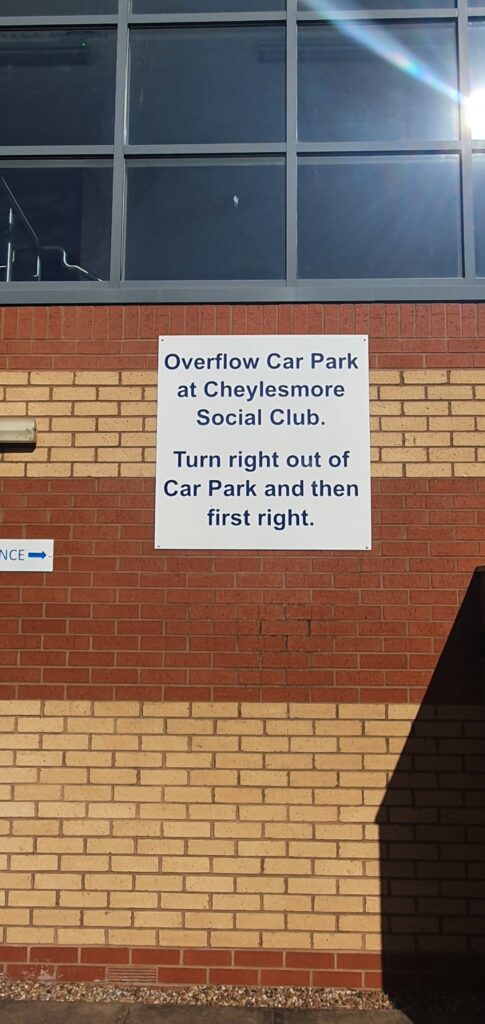 Overflow Car Park
at Cheylesmore
Social Club.
Turn right out of
Car Park and then
first right.
NCE →